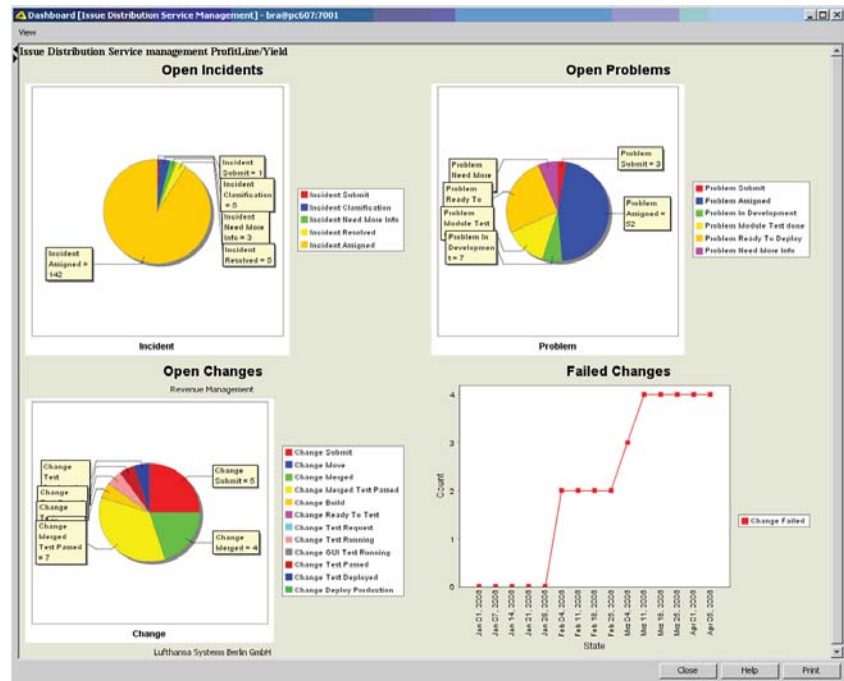 Dashboard [Issue Distribution Service Management] - bra@pc607:7001
View
Issue Distribution Service management ProfitLine/Yield
Open Incidents
Incident
Submit = 1
Incident
Clamification
= 5
Incident
Need More
Info = 3
Incident
Resolved = 5
Incident
Assigned =
142
Incident Submit
Incident Clamification
Incident Need More Info
Incident Resolved
Incident Assigned
Incident
Open Problems
Problem
Submit = 3
Problem
Need More
Problem
Ready To
Problem
Module Test
Problem In
Developmen
t = 7
Problem
Assigned =
52
Problem Submit
Problem Assigned
Problem In Development
Problem Module Test done
Problem Ready To Deploy
Problem Need More Info
Problem
Open Changes
Revenue Management
Change
Test
Change
Change
Change
Merged
Test Passed
= 7
Change
Submit = 5
Change
Merged = 4
Change Submit
Change Move
Change Merged
Change Merged Test Passed
Change Build
Change Ready To Test
Change Test Request
Change Test Running
Change GUI Test Running
Change Test Passed
Change Test Deployed
Change Deploy Production
Change
Lufthansa Systems Berlin GmbH
Failed Changes
Count
4
3
2
1
0
Jan 01, 2008
Jan 07, 2008
Jan 14, 2008
Jan 21, 2008
Jan 28, 2008
Feb 04, 2008
Feb 11, 2008
Feb 18, 2008
Feb 25, 2008
Mrz 04, 2008
Mrz 11, 2008
Mrz 18, 2008
Mrz 25, 2008
Apr 01, 2008
Apr 08, 2008
State
Change Failed
Close
Help
Print